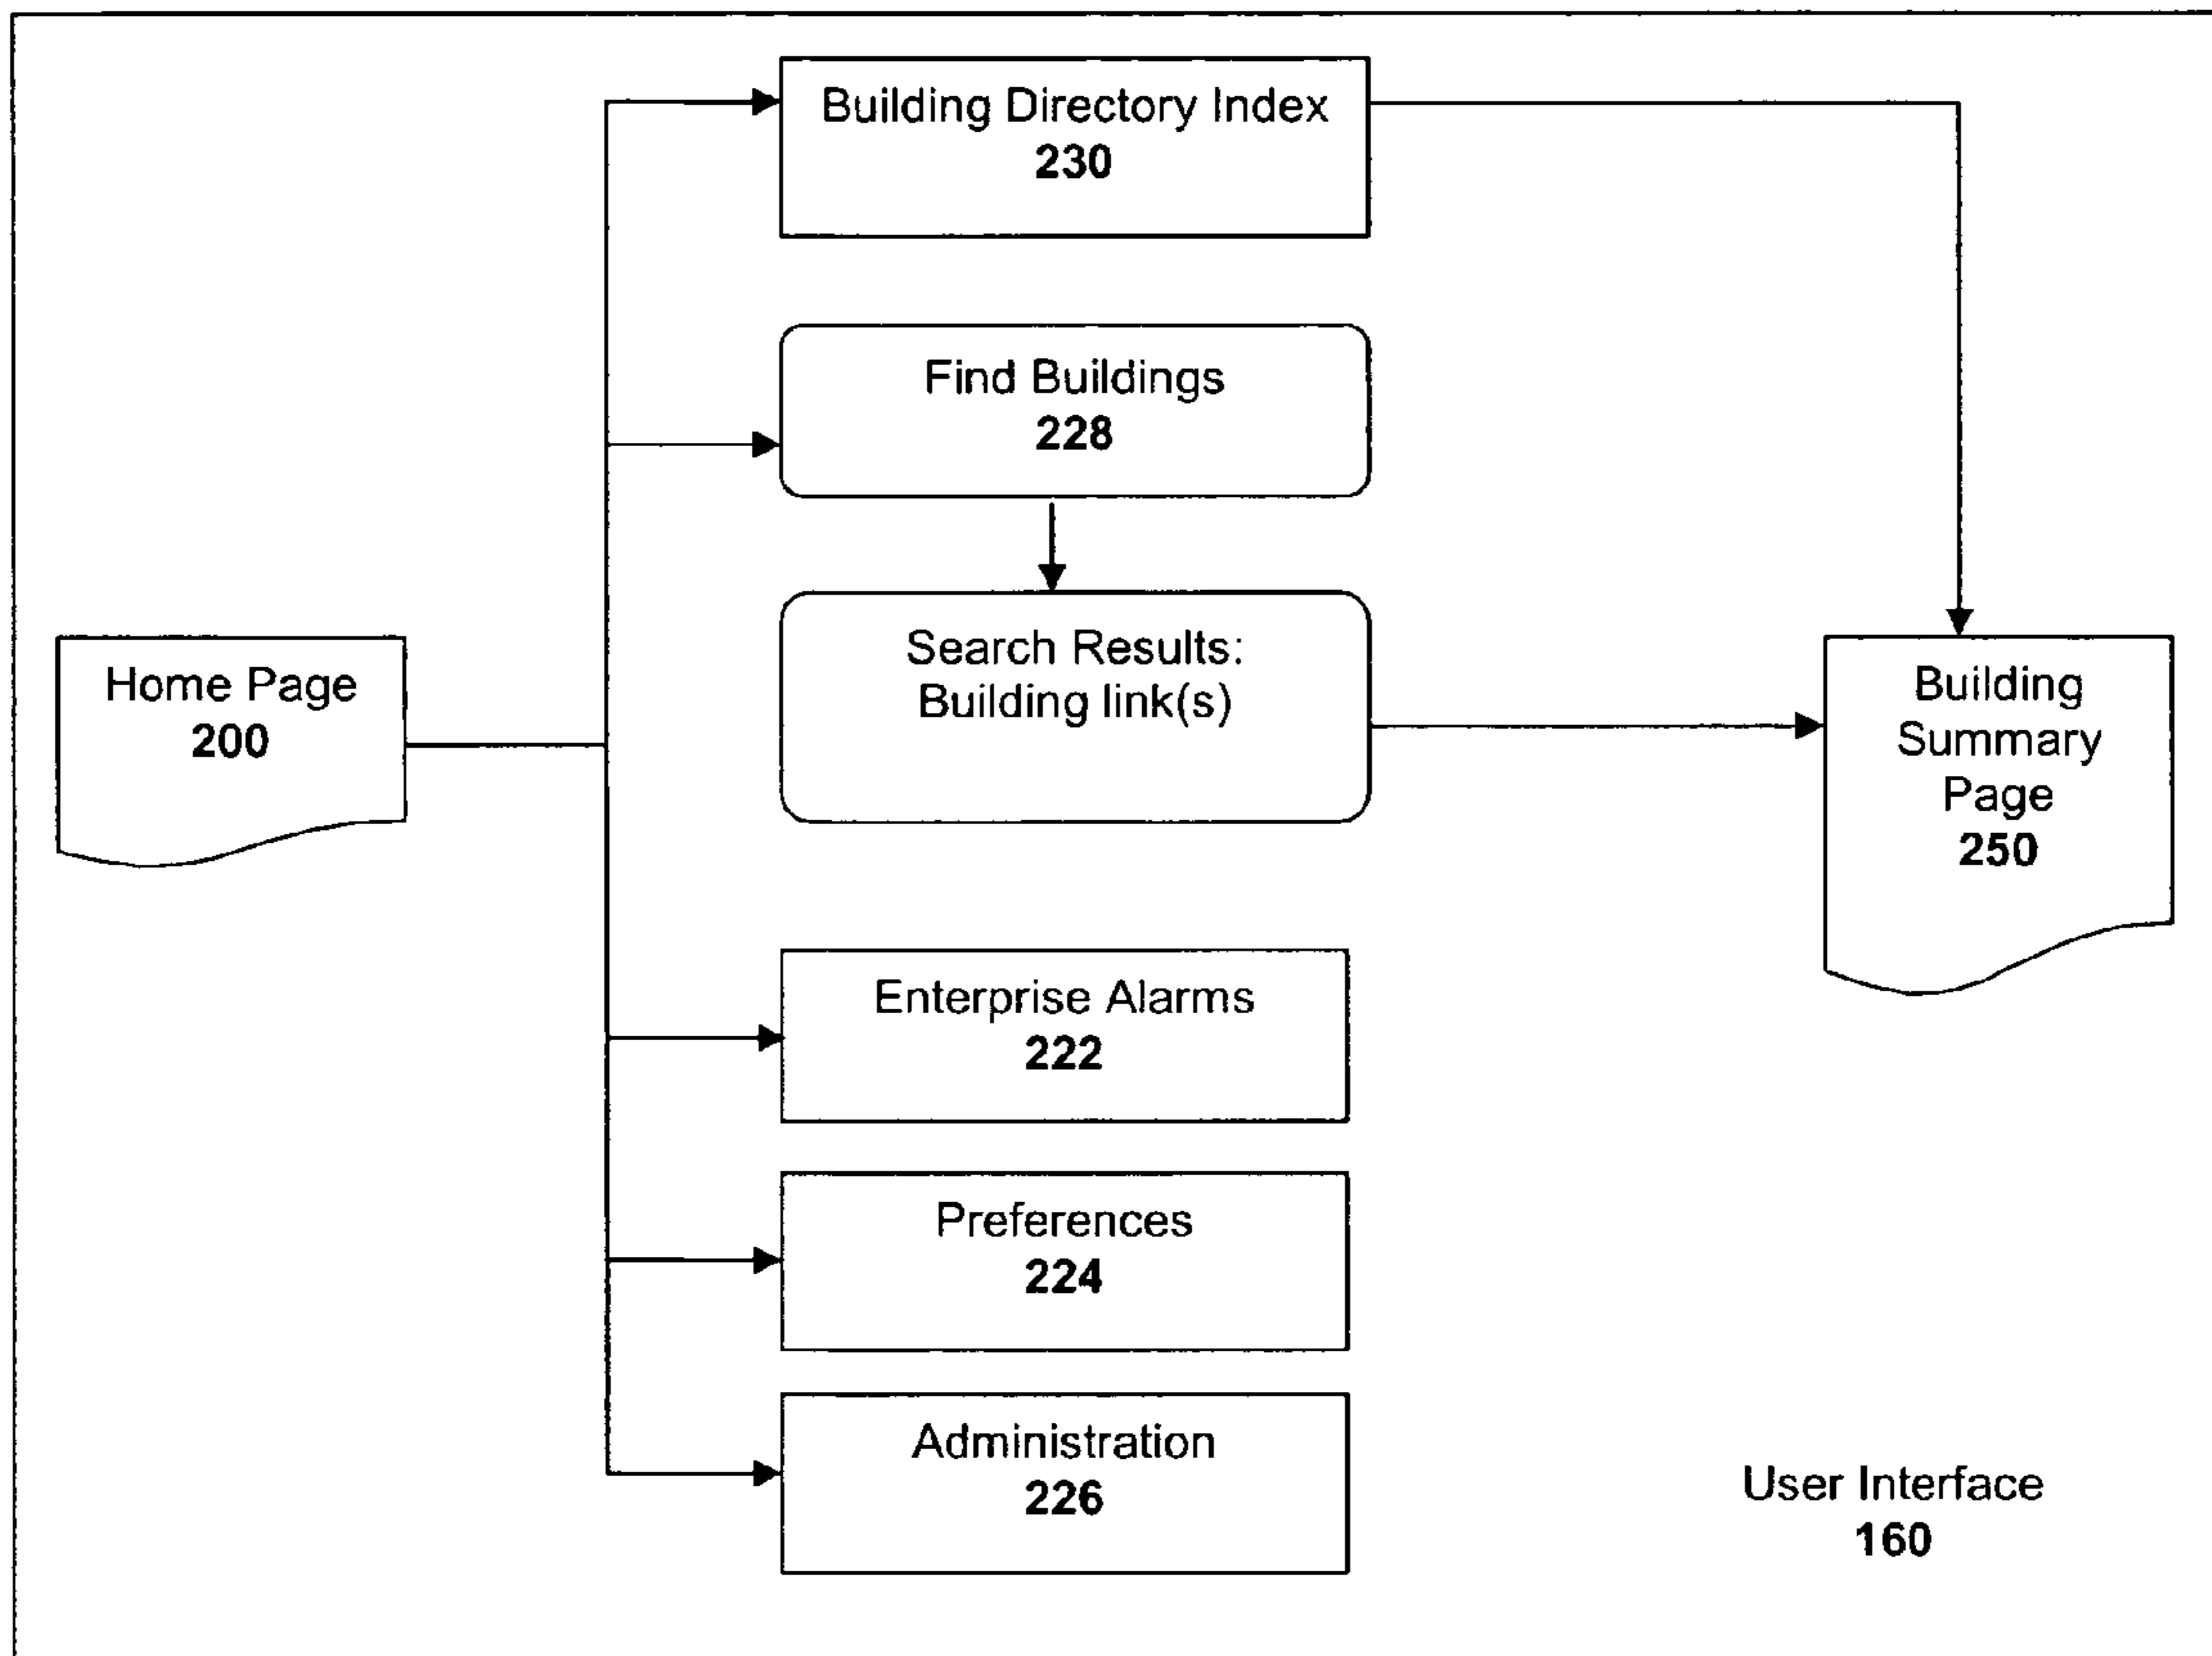 Building Directory Index
230
Find Buildings
228
Search Results:
Building link(s)
Home Page
200
Building
Summary
Page
250
Enterprise Alarms
222
Preferences
224
Administration
226
User Interface
160